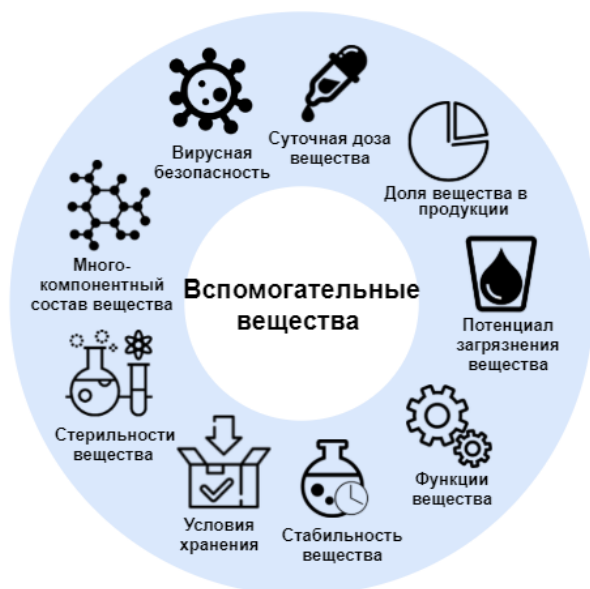 Вирусная
безопасность
Суточная доза
вещества
Доля вещества в
продукции
Много-
компонентный
состав вещества
Вспомогательные
вещества
Потенциал
загрязнения
вещества
Стерильности
вещества
Функции
вещества
Условия
хранения
Стабильность
вещества